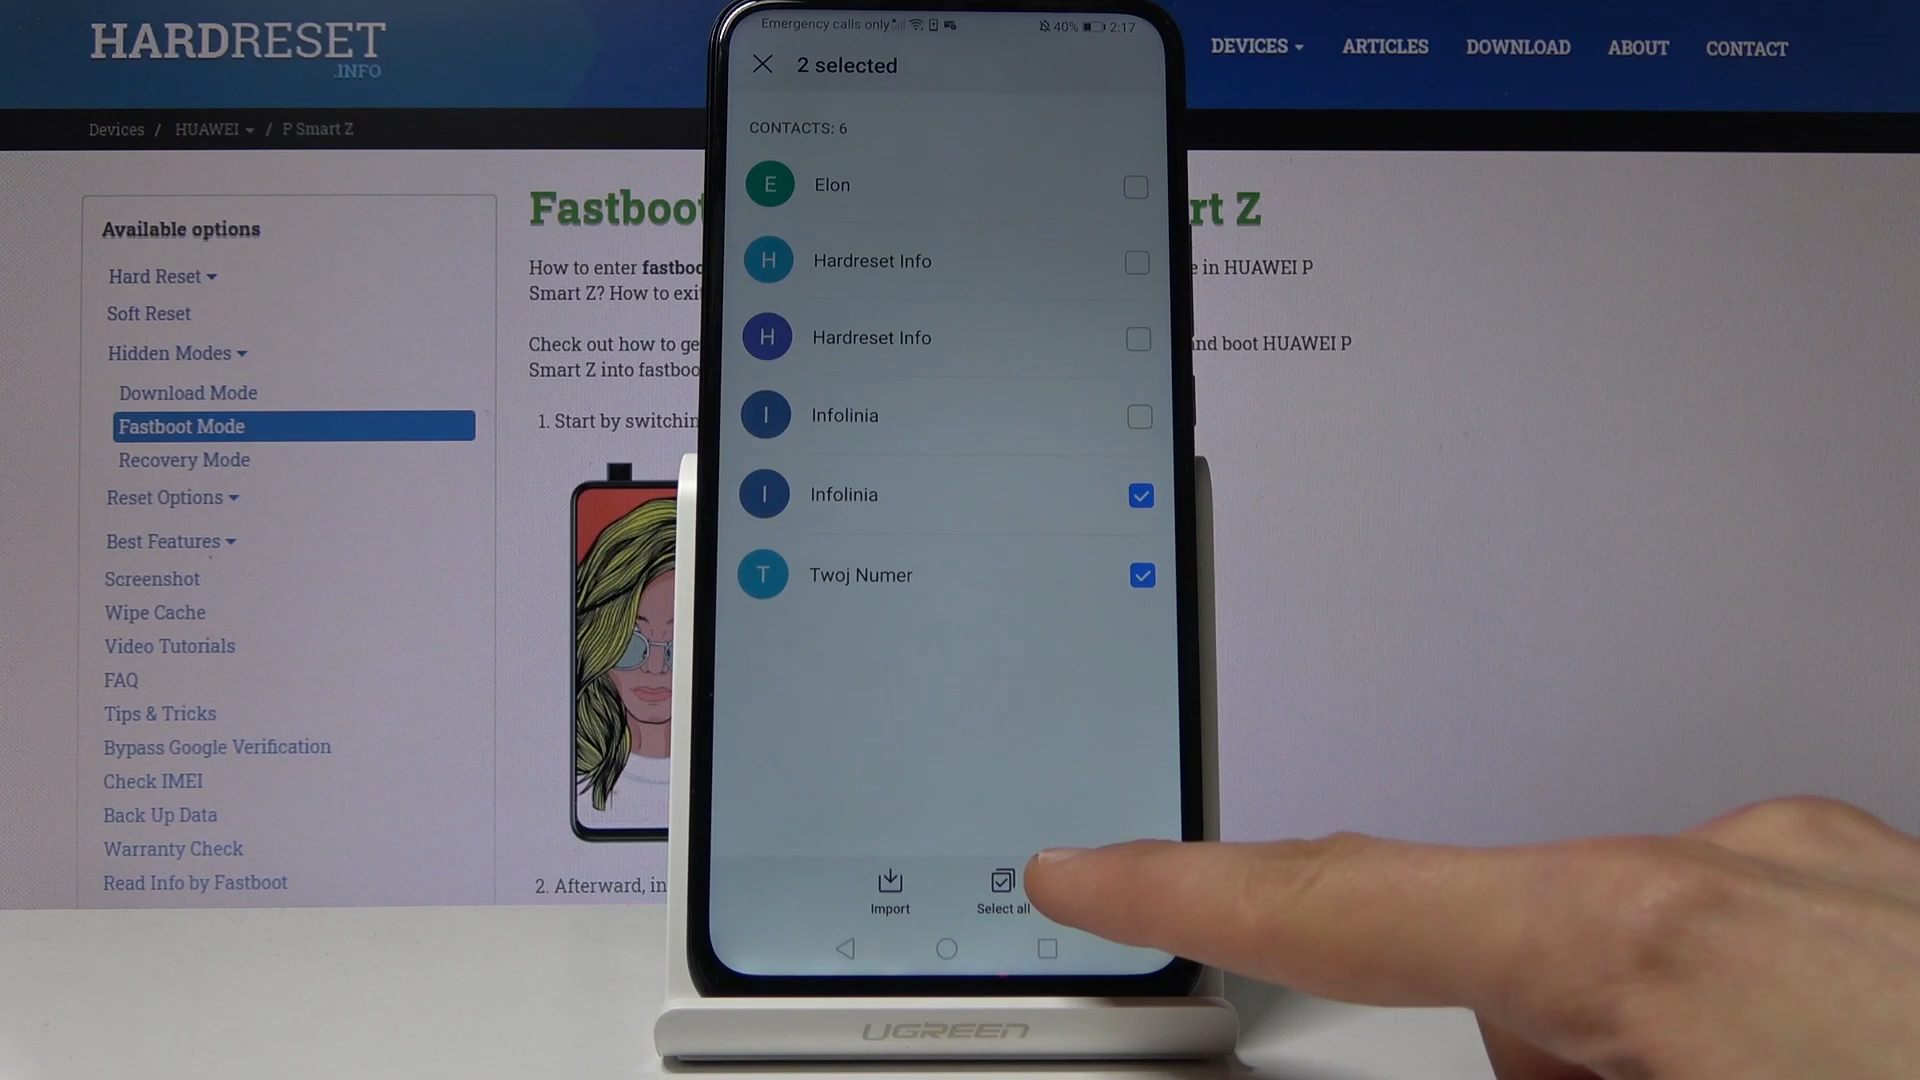 HARDRESET
.INFO
DEVICES
ARTICLES
DOWNLOAD
ABOUT
CONTACT
Devices / HUAWEI / P Smart Z
Available options
Hard Reset
Soft Reset
Hidden Modes
Download Mode
Fastboot Mode
Recovery Mode
Reset Options
Best Features
Screenshot
Wipe Cache
Video Tutorials
FAQ
Tips & Tricks
Bypass Google Verification
Check IMEI
Back Up Data
Warranty Check
Read Info by Fastboot
Fastboot
rt Z
How to enter fastboo
e in HUAWEI P
Smart Z? How to exi
Check out how to ge
and boot HUAWEI P
Smart Z into fastboo
1. Start by switchin
2. Afterward, in
Emergency calls only
40%
2:17
2 selected
CONTACTS: 6
E
Elon
H
Hardreset Info
H
Hardreset Info
I
Infolinia
I
Infolinia
T
Twoj Numer
Import
Select all
UGREEN